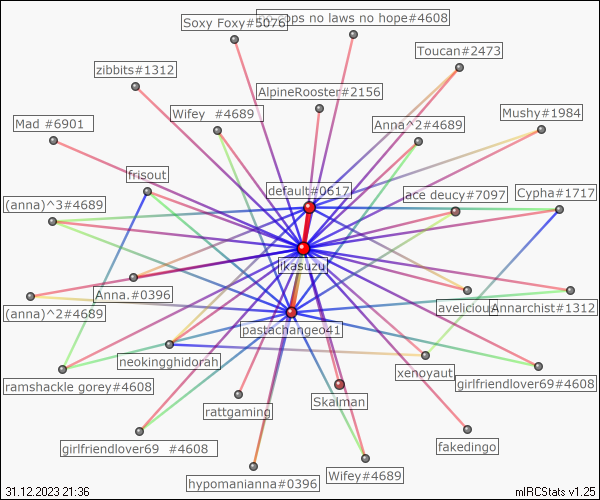 Soxy Foxy#5076
no cops no laws no hope#4608
Toucan#2473
zibbits#1312
AlpineRooster#2156
Wifey  #4689
Mushy#1984
Mad #6901
Anna^2#4689
frisout
default#0617
ace deucy#7097
Cypha#1717
(anna)^3#4689
ikasuzu
Anna.#0396
avelicious
Annarchist#1312
(anna)^2#4689
pastachangeo41
neokingghidorah
xenoyaut
ramshackle gorey#4608
girlfriendlover69#4608
rattgaming
Skalman
girlfriendlover69  #4608
fakedingo
hypomanianna#0396
Wifey#4689
31.12.2023 21:36
mIRCStats v1.25